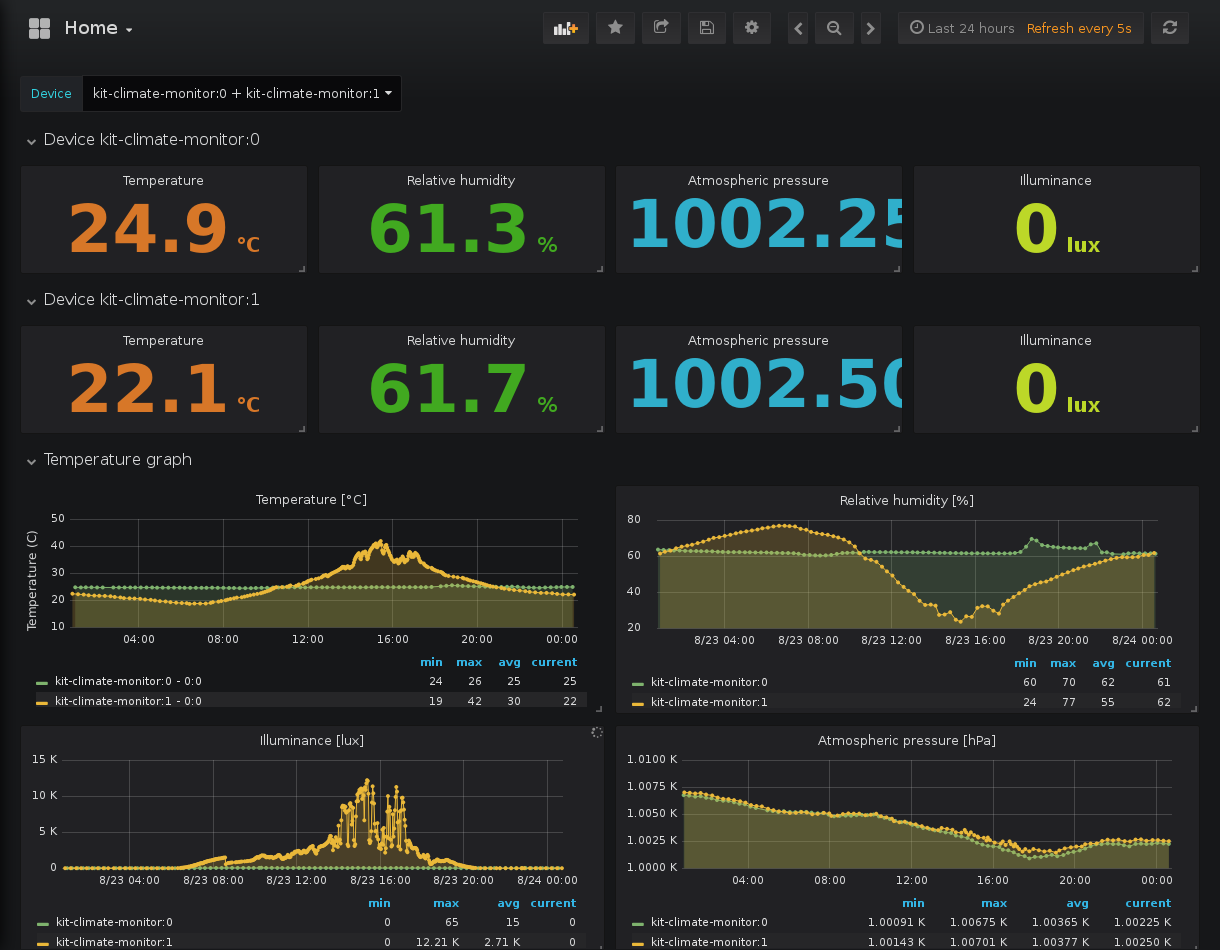 Home
Last 24 hours Refresh every 5s
Device kit-climate-monitor:0 + kit-climate-monitor:1
Device kit-climate-monitor:0
Temperature Relative humidity Atmospheric pressure Illuminance
24.9 °C 61.3 % 1002.25 0 lux
Device kit-climate-monitor:1
Temperature Relative humidity Atmospheric pressure Illuminance
22.1 °C 61.7 % 1002.50 0 lux
Temperature graph
Temperature [°C]
Temperature (C)
50
40
30
20
10
04:00 08:00 12:00 16:00 20:00 00:00
min max avg current
kit-climate-monitor:0 - 0:0 24 26 25 25
kit-climate-monitor:1 - 0:0 19 42 30 22
Relative humidity [%]
80
60
40
20
8/23 04:00 8/23 08:00 8/23 12:00 8/23 16:00 8/23 20:00 8/24 00:00
min max avg current
kit-climate-monitor:0 60 70 62 61
kit-climate-monitor:1 24 77 55 62
Illuminance [lux]
15 K
10 K
5 K
0
8/23 04:00 8/23 08:00 8/23 12:00 8/23 16:00 8/23 20:00 8/24 00:00
min max avg current
kit-climate-monitor:0 0 65 15 0
kit-climate-monitor:1 0 12.21 K 2.71 K 0
Atmospheric pressure [hPa]
1.0100 K
1.0075 K
1.0050 K
1.0025 K
1.0000 K
04:00 08:00 12:00 16:00 20:00 00:00
min max avg current
kit-climate-monitor:0 1.00091 K 1.00675 K 1.00365 K 1.00225 K
kit-climate-monitor:1 1.00143 K 1.00701 K 1.00377 K 1.00250 K